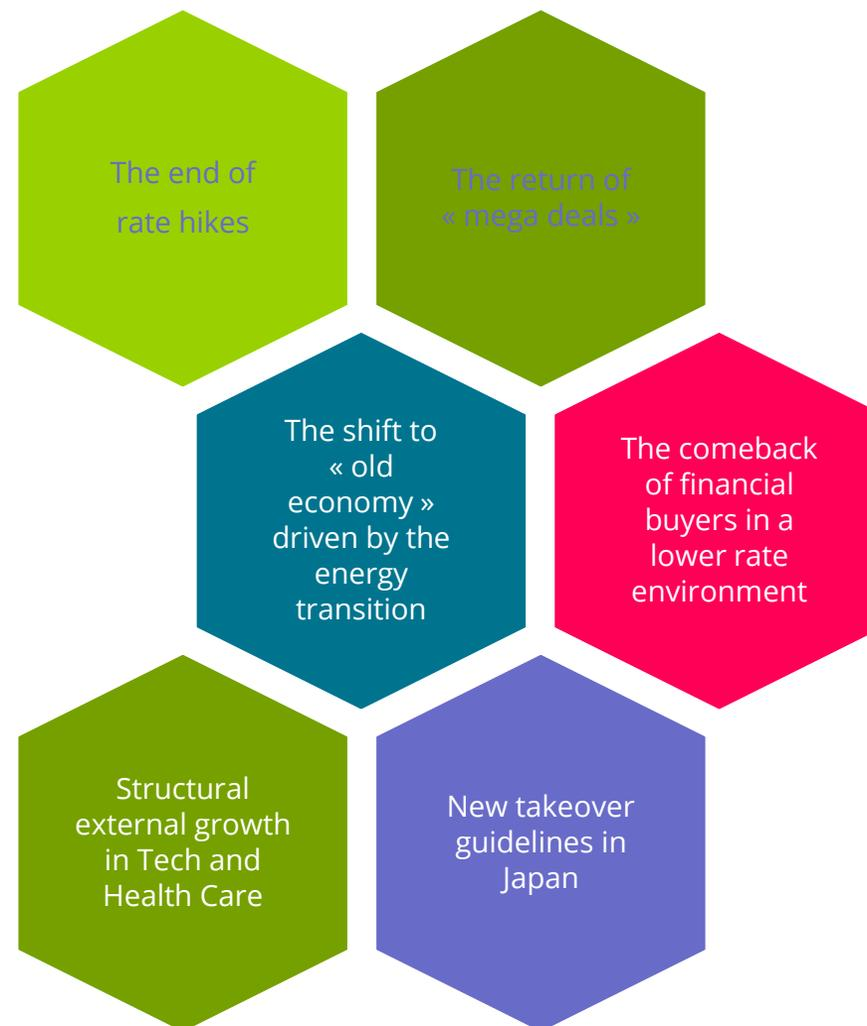 The end of
rate hikes
The return of
« mega deals »
The shift to
« old
economy »
driven by the
energy
transition
The comeback
of financial
buyers in a
lower rate
environment
Structural
external growth
in Tech and
Health Care
New takeover
guidelines in
Japan